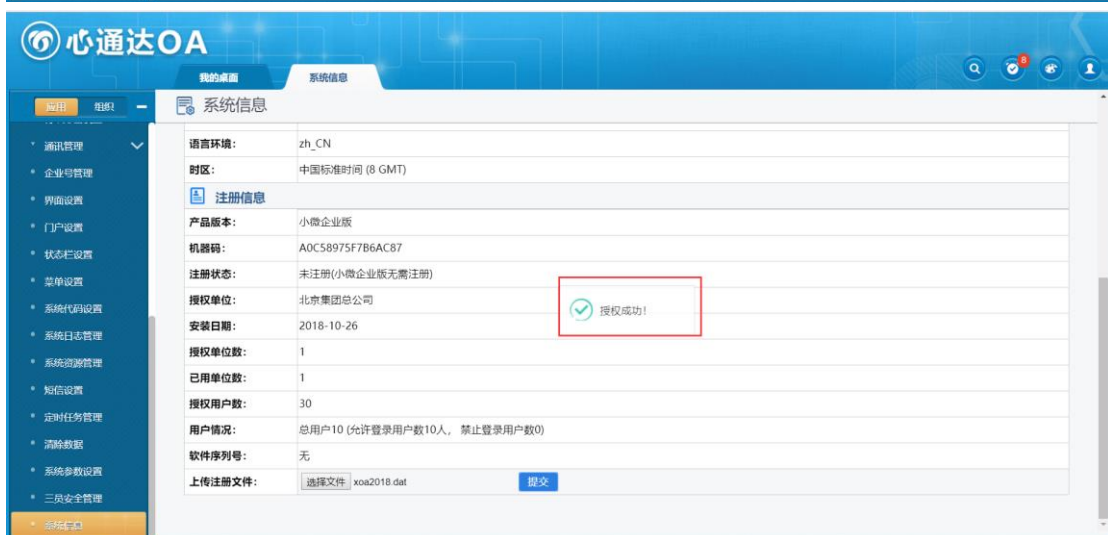 心通达OA
8
我的桌面 系统信息
应用 组织
系统信息
通讯管理
企业号管理
界面设置
门户设置
状态栏设置
菜单设置
系统代码设置
系统日志管理
系统资源管理
短信设置
定时任务管理
清除数据
系统参数设置
三员安全管理
系统信息
语言环境： zh_CN
时区： 中国标准时间 (8 GMT)
注册信息
产品版本： 小微企业版
机器码： A0C58975F7B6AC87
注册状态： 未注册(小微企业版无需注册)
授权单位： 北京集团总公司
安装日期： 2018-10-26
授权单位数： 1
已用单位数： 1
授权用户数： 30
用户情况： 总用户10 (允许登录用户数10人， 禁止登录用户数0)
软件序列号： 无
上传注册文件： 选择文件 xoa2018.dat 提交
授权成功!